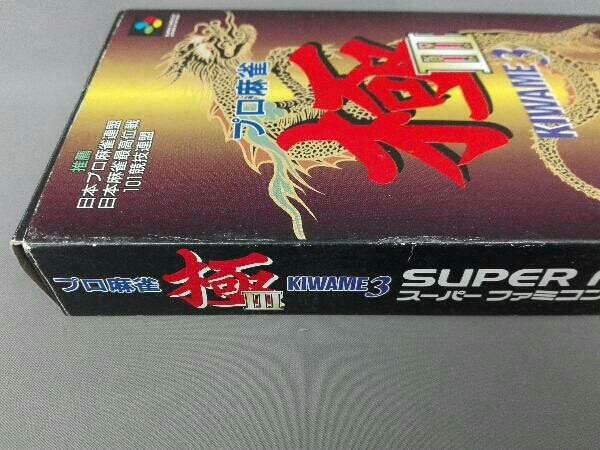 プロ麻雀
極
III
KIWAME 3
推薦
日本プロ麻雀連盟
日本麻雀最高位戦
101競技連盟
プロ麻雀 極 III KIWAME 3
SUPER
スーパーファミコン